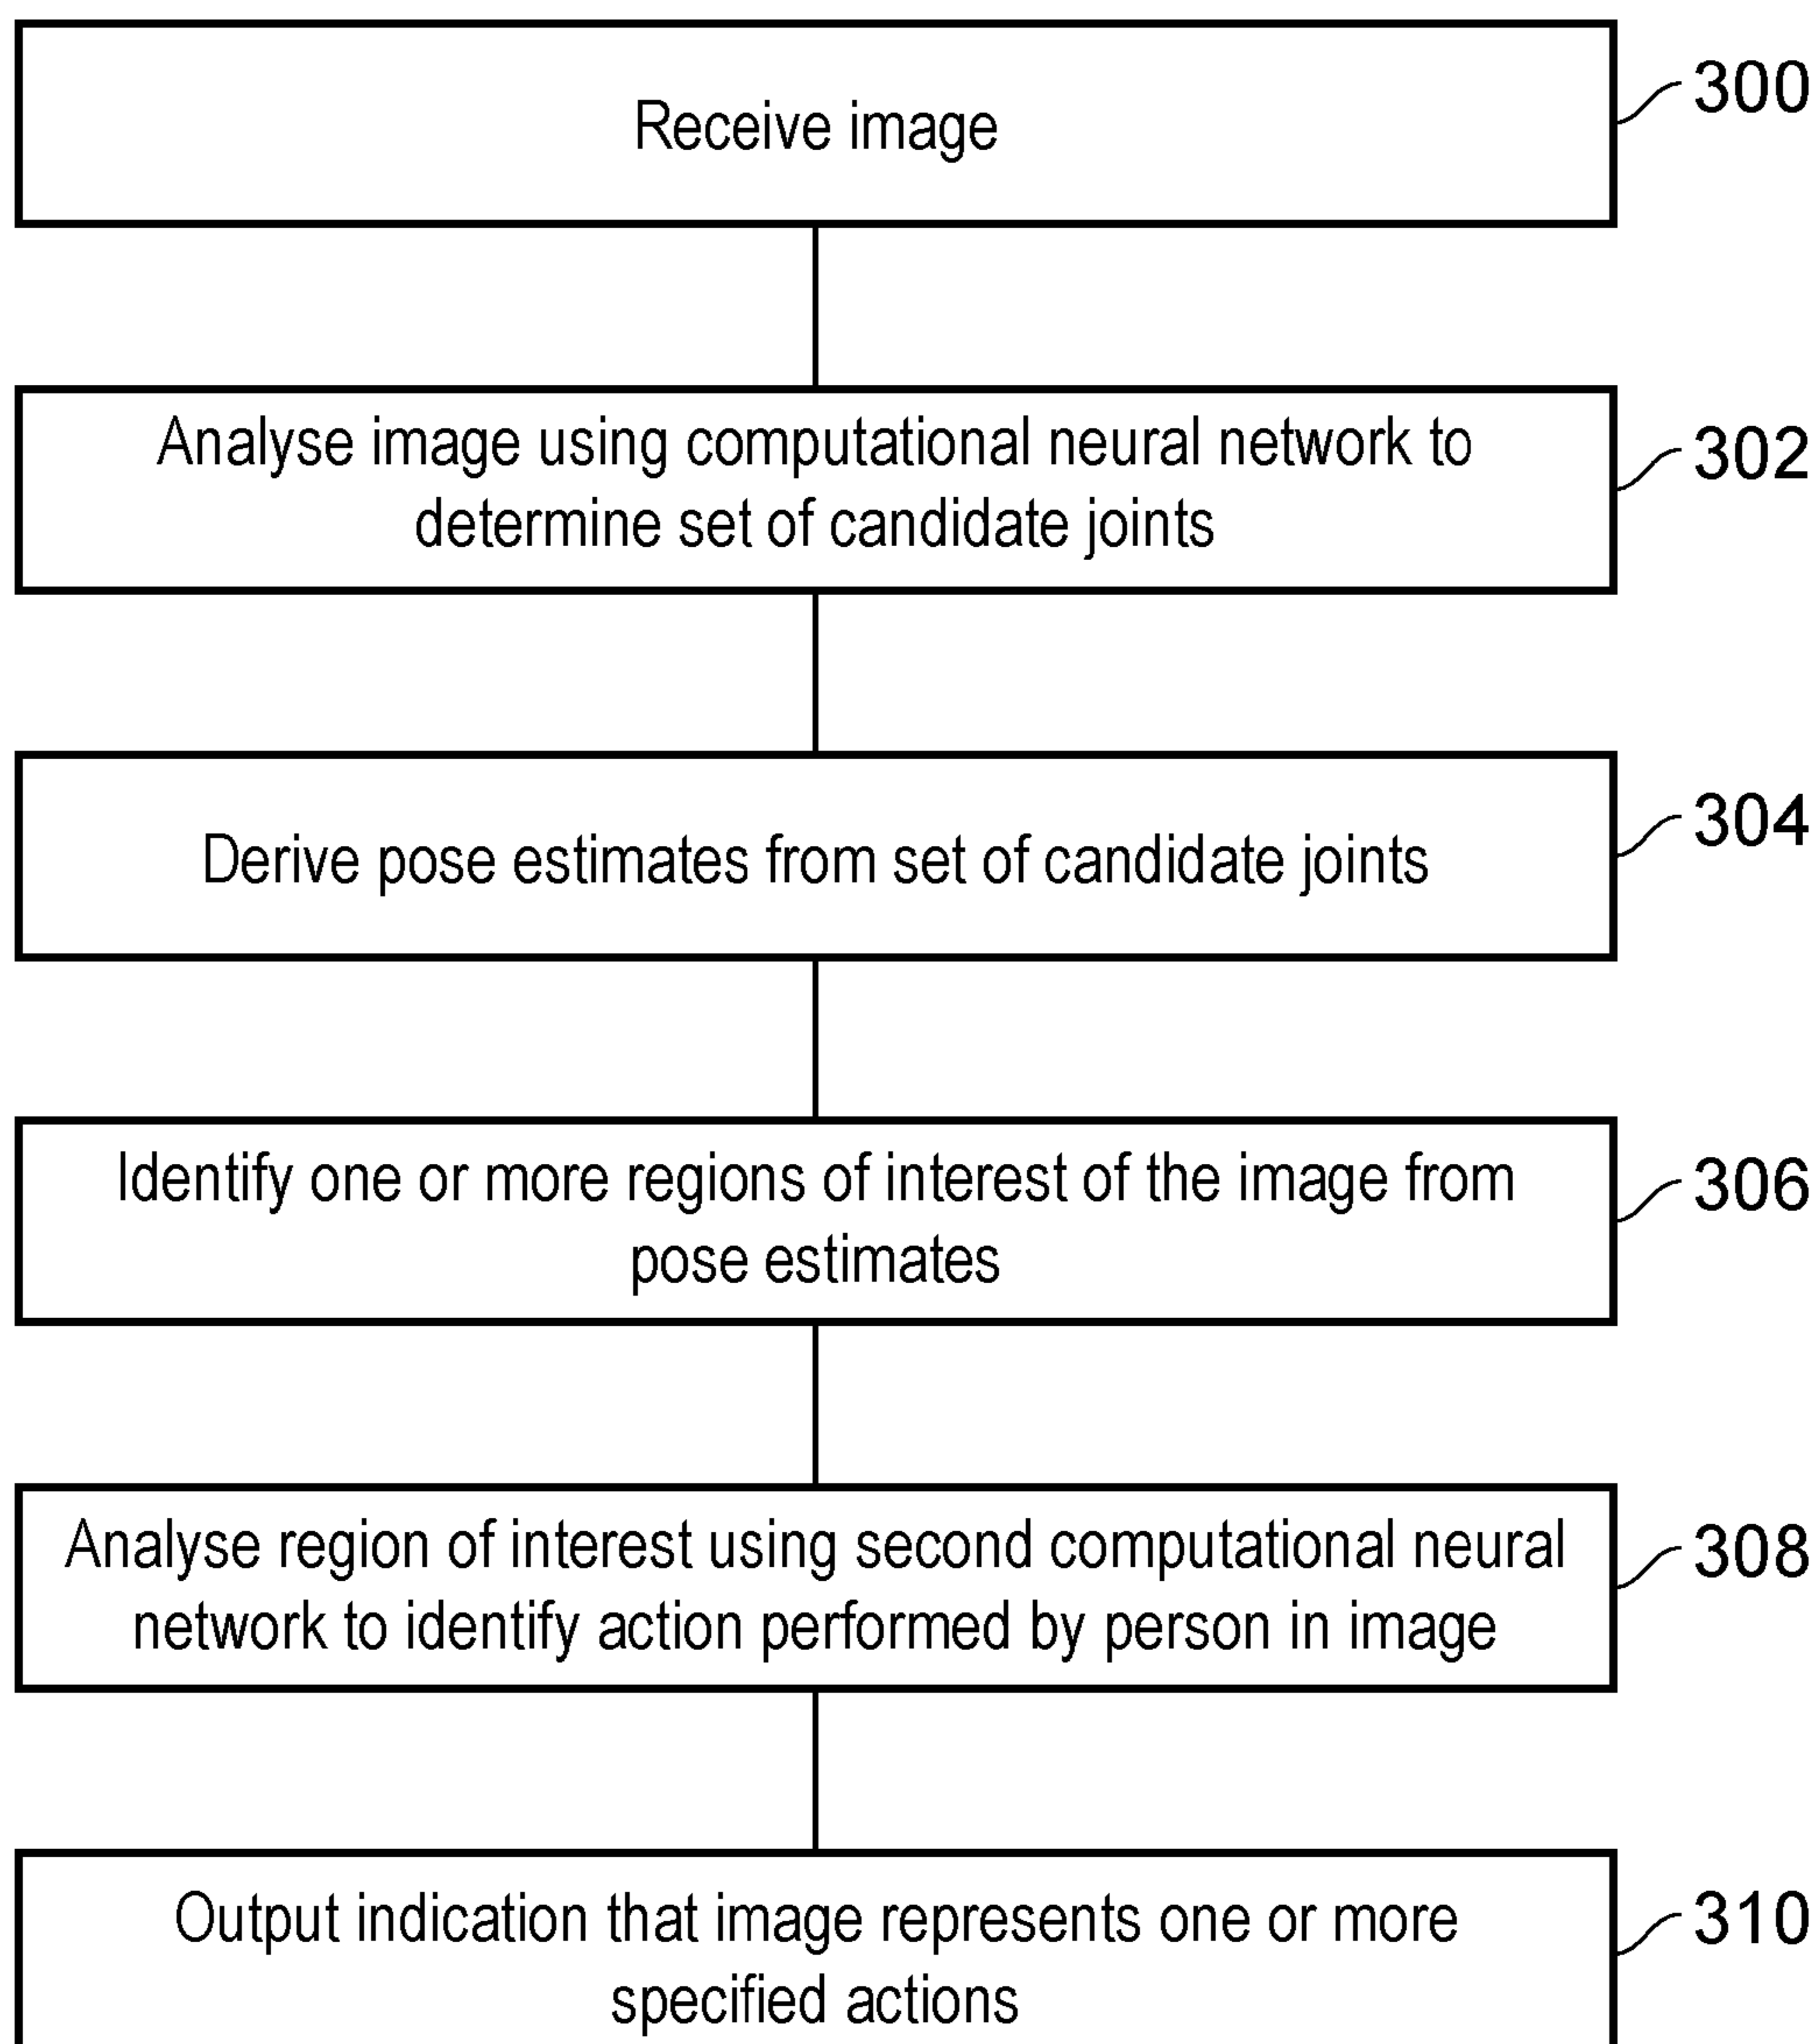 Receive image
300
Analyse image using computational neural network to
determine set of candidate joints
302
Derive pose estimates from set of candidate joints
304
Identify one or more regions of interest of the image from
pose estimates
306
Analyse region of interest using second computational neural
network to identify action performed by person in image
308
Output indication that image represents one or more
specified actions
310